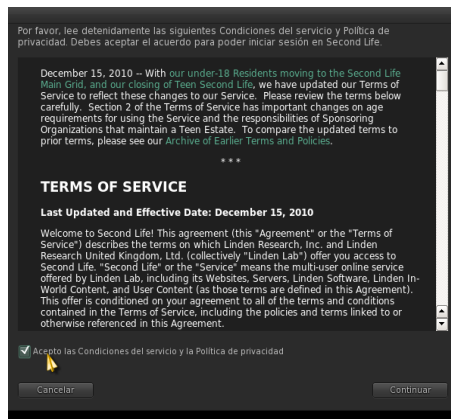 Por favor, lee detenidamente las siguientes Condiciones del servicio y Política de
privacidad. Debes aceptar el acuerdo para poder iniciar sesión en Second Life.
December 15, 2010 -- With our under-18 Residents moving to the Second Life
Main Grid, and our closing of Teen Second Life, we have updated our Terms of
Service to reflect these changes to our Service.  Please review the terms below
carefully.  Section 2 of the Terms of Service has important changes on age
requirements for using the Service and the responsibilities of Sponsoring
Organizations that maintain a Teen Estate.  To compare the updated terms to
prior terms, please see our Archive of Earlier Terms and Policies.
* * *
TERMS OF SERVICE
Last Updated and Effective Date: December 15, 2010
Welcome to Second Life! This agreement (this "Agreement" or the "Terms of
Service") describes the terms on which Linden Research, Inc. and Linden
Research United Kingdom, Ltd. (collectively "Linden Lab") offer you access to
Second Life. "Second Life" or the "Service" means the multi-user online service
offered by Linden Lab, including its Websites, Servers, Linden Software, Linden In-
World Content, and User Content (as those terms are defined in this Agreement).
This offer is conditioned on your agreement to all of the terms and conditions
contained in the Terms of Service, including the policies and terms linked to or
otherwise referenced in this Agreement.
Acepto las Condiciones del servicio y la Política de privacidad
Cancelar
Continuar